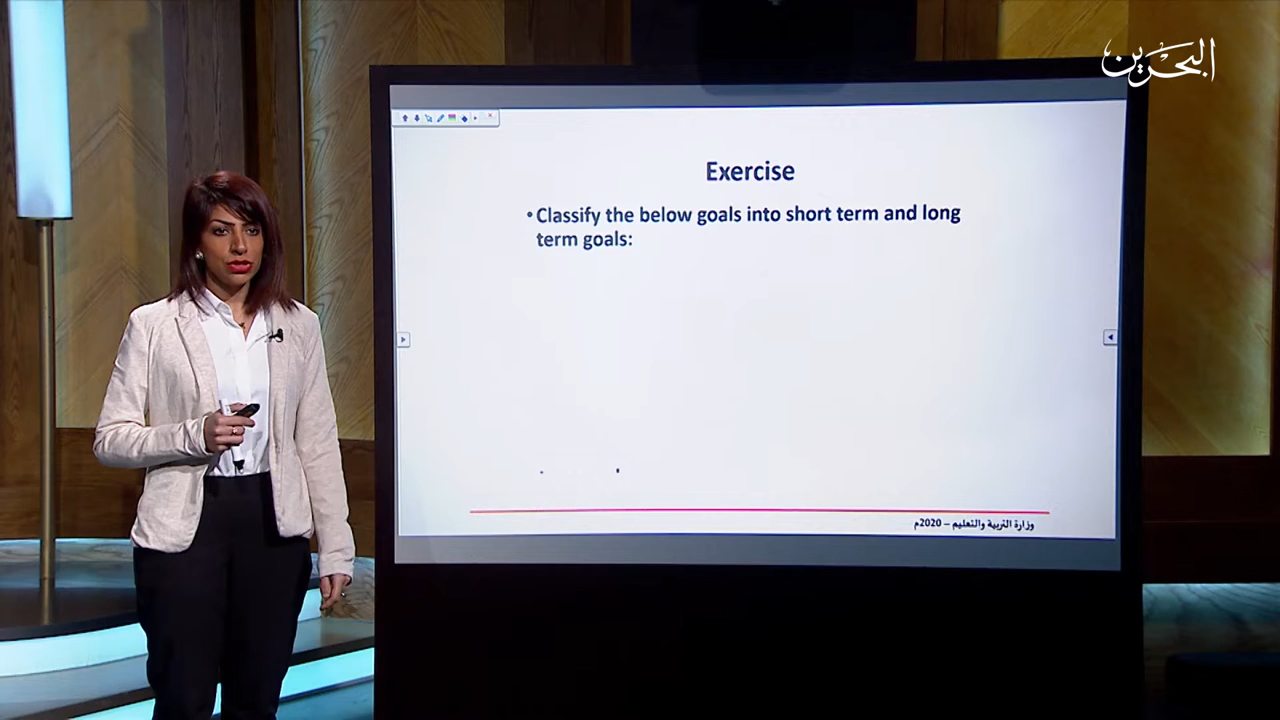 البحرين
Exercise
• Classify the below goals into short term and long
term goals:
وزارة التربية والتعليم – 2020م